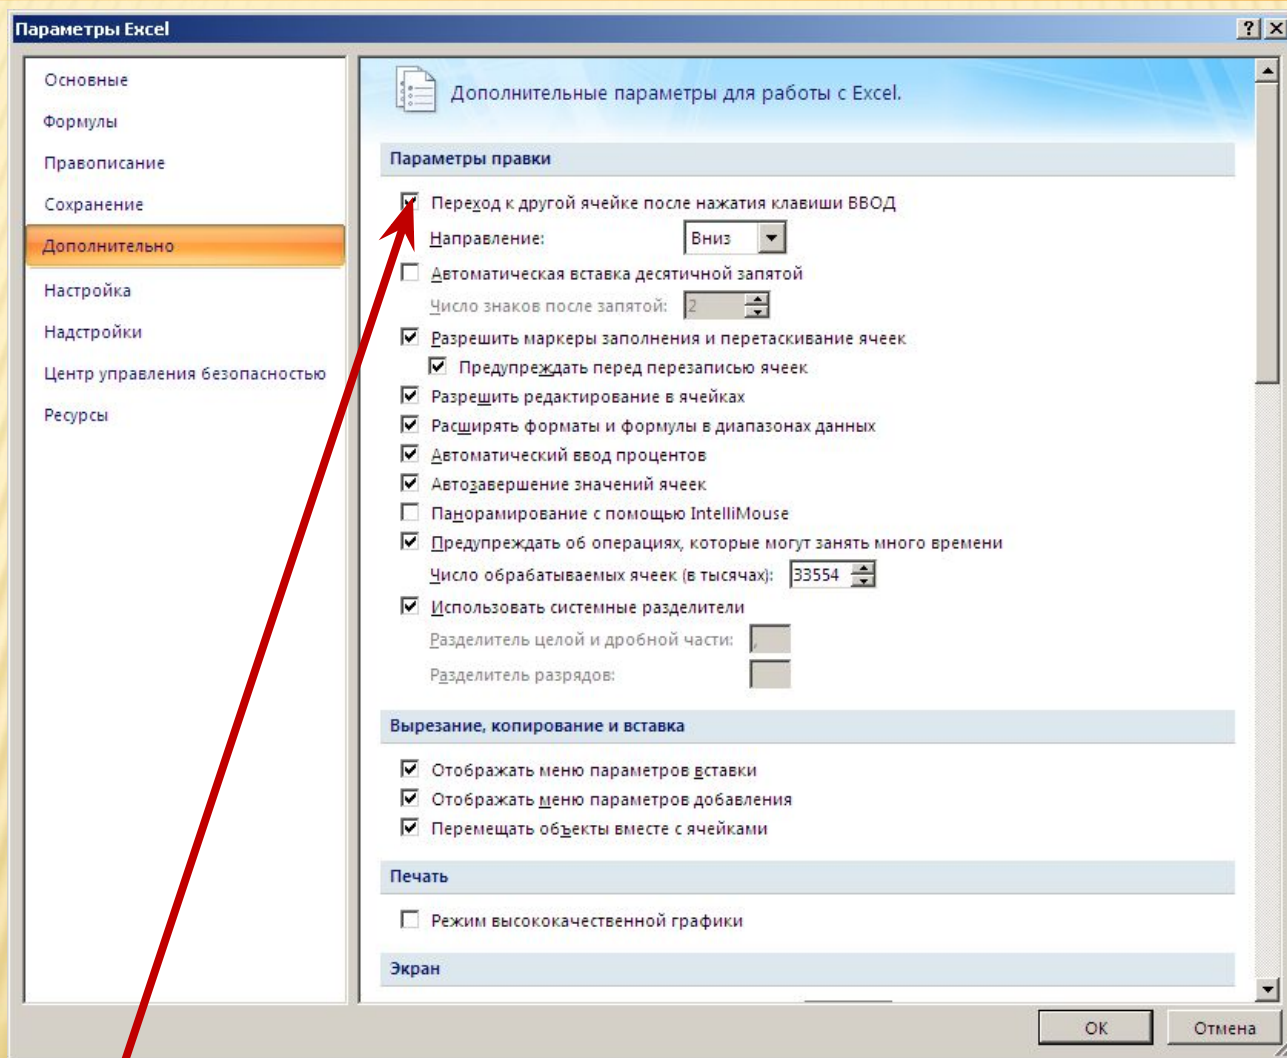 Параметры Excel
Основные
Формулы
Правописание
Сохранение
Дополнительно
Настройка
Надстройки
Центр управления безопасностью
Ресурсы
Дополнительные параметры для работы с Excel.
Параметры правки
Переход к другой ячейке после нажатия клавиши ВВОД
Направление: Вниз
Автоматическая вставка десятичной запятой
Число знаков после запятой: 2
Разрешить маркеры заполнения и перетаскивание ячеек
Предупреждать перед перезаписью ячеек
Разрешить редактирование в ячейках
Расширять форматы и формулы в диапазонах данных
Автоматический ввод процентов
Автозавершение значений ячеек
Панорамирование с помощью IntelliMouse
Предупреждать об операциях, которые могут занять много времени
Число обрабатываемых ячеек (в тысячах): 33554
Использовать системные разделители
Разделитель целой и дробной части: ,
Разделитель разрядов:
Вырезание, копирование и вставка
Отображать меню параметров вставки
Отображать меню параметров добавления
Перемещать объекты вместе с ячейками
Печать
Режим высококачественной графики
Экран
ОК Отмена